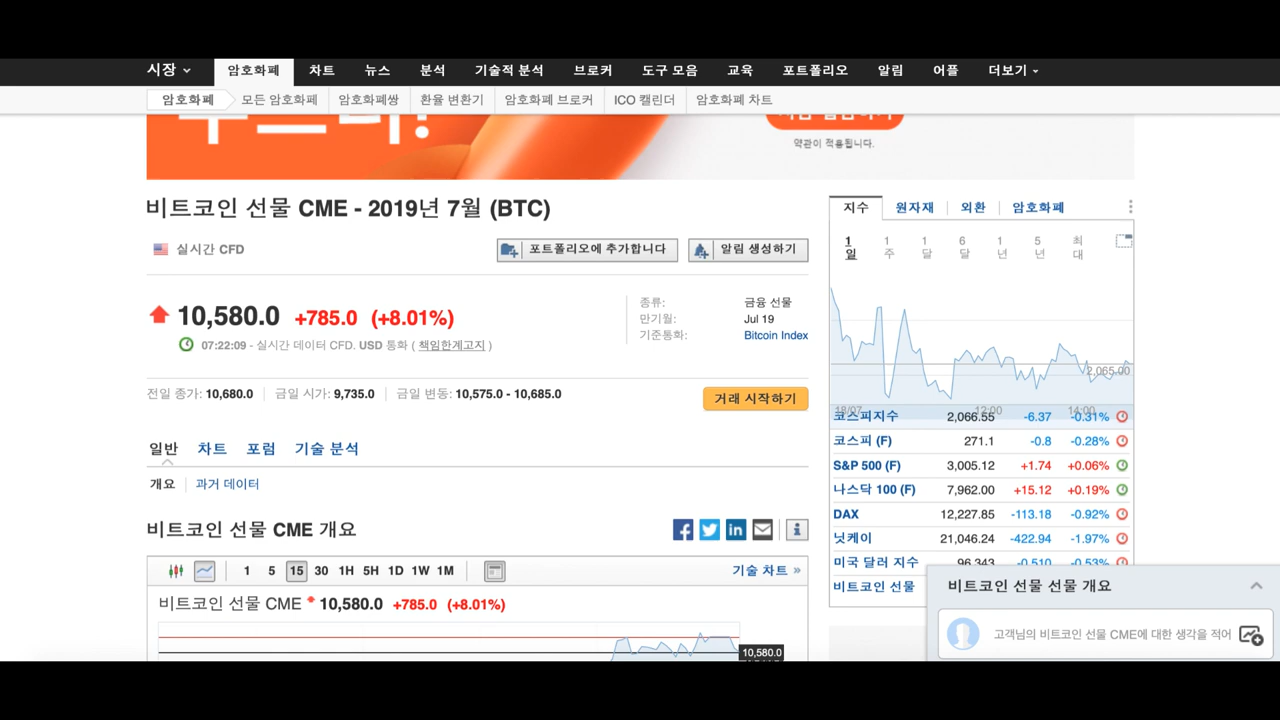 시장 암호화폐 차트 뉴스 분석 기술적 분석 브로커 도구 모음 교육 포트폴리오 알림 어플 더보기
암호화폐 모든 암호화폐 암호화폐쌍 환율 변환기 암호화폐 브로커 ICO 캘린더 암호화폐 차트
약관이 적용됩니다.
비트코인 선물 CME - 2019년 7월 (BTC)
실시간 CFD
포트폴리오에 추가합니다 알림 생성하기
10,580.0 +785.0 (+8.01%)
07:22:09 - 실시간 데이터 CFD. USD 통화 ( 책임한계고지 )
종류: 금융 선물
만기월: Jul 19
기준통화: Bitcoin Index
전일 종가: 10,680.0 금일 시가: 9,735.0 금일 변동: 10,575.0 - 10,685.0
거래 시작하기
일반 차트 포럼 기술 분석
개요 과거 데이터
비트코인 선물 CME 개요
1 5 15 30 1H 5H 1D 1W 1M
기술 차트 »
비트코인 선물 CME 10,580.0 +785.0 (+8.01%)
10,580.0
지수 원자재 외환 암호화폐
1일 1주 1달 6달 1년 5년 최대
2,065.00
18/07 12:00 14:00
코스피지수 2,066.55 -6.37 -0.31%
코스피 (F) 271.1 -0.8 -0.28%
S&P 500 (F) 3,005.12 +1.74 +0.06%
나스닥 100 (F) 7,962.00 +15.12 +0.19%
DAX 12,227.85 -113.18 -0.92%
닛케이 21,046.24 -422.94 -1.97%
미국 달러 지수 96.343 -0.510 -0.53%
비트코인 선물
비트코인 선물 선물 개요
고객님의 비트코인 선물 CME에 대한 생각을 적어